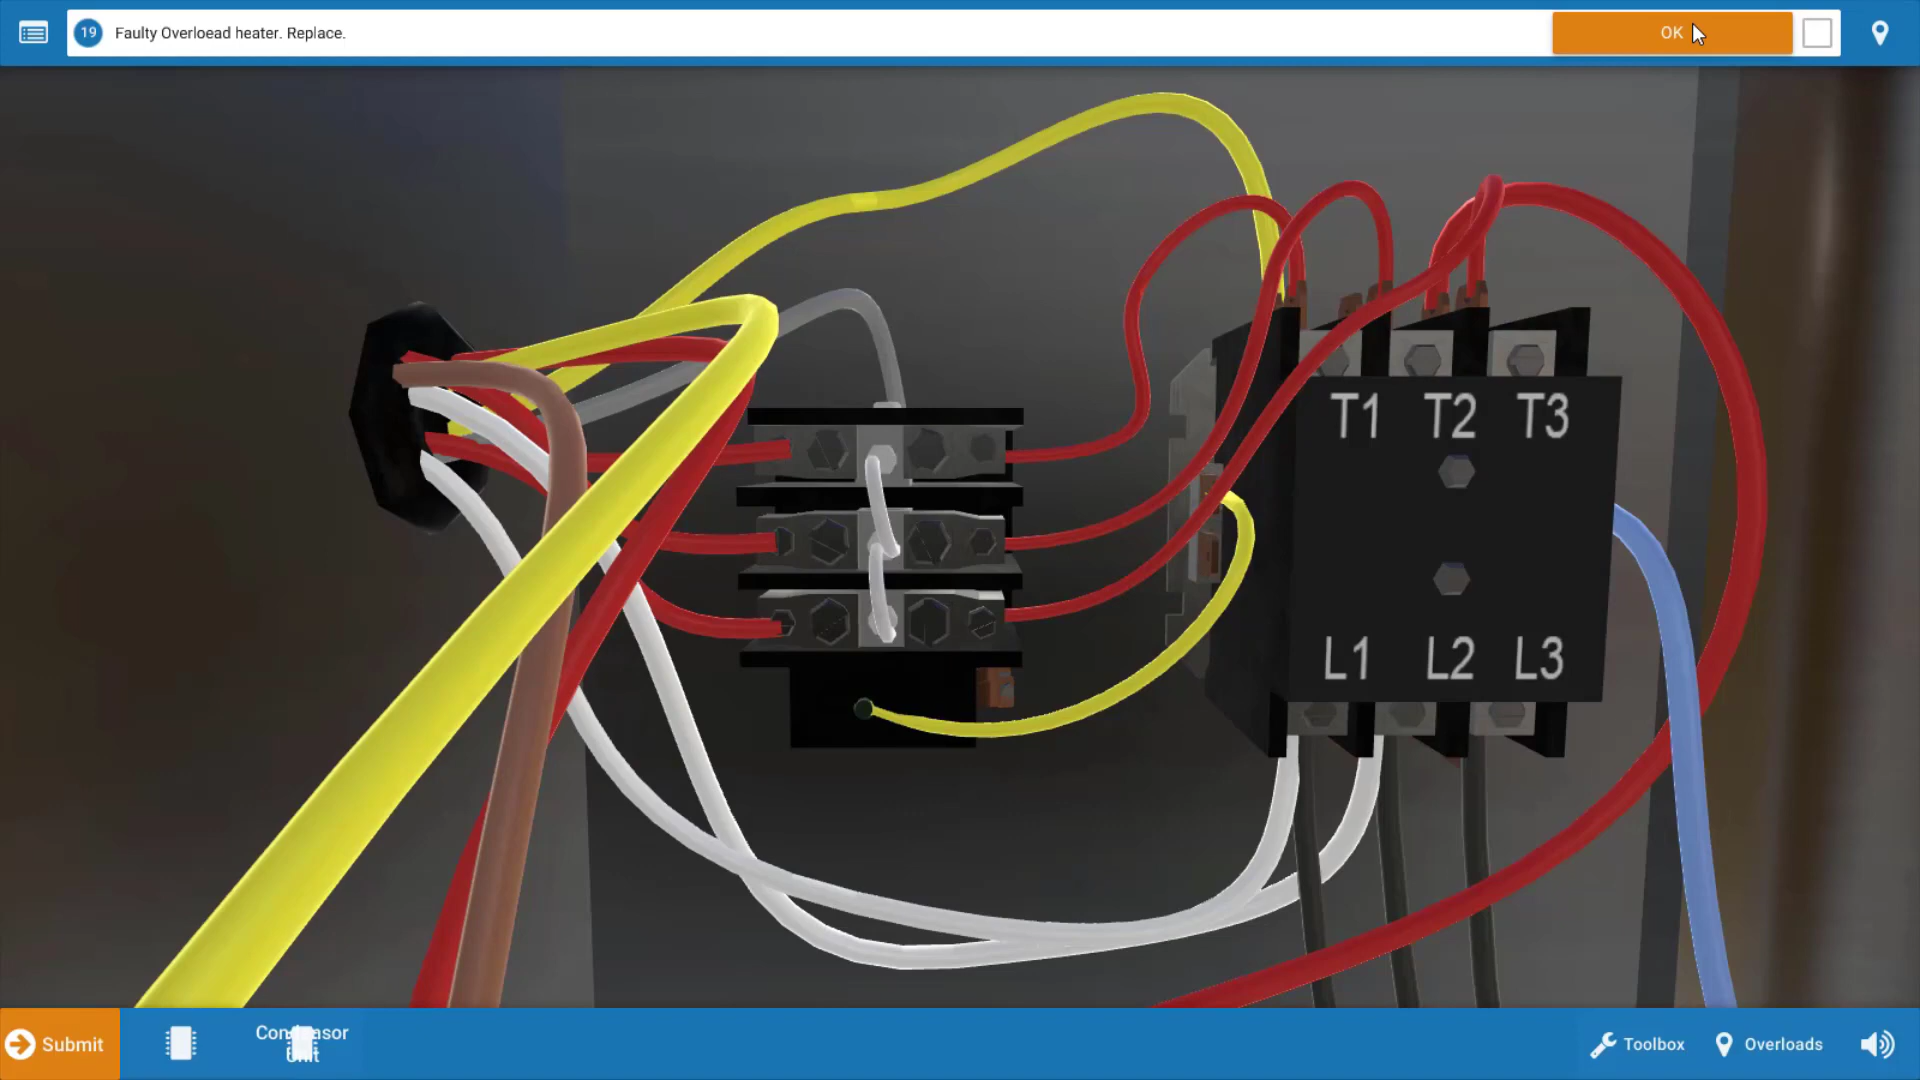 19 Faulty Overloead heater. Replace. OK
T1 T2 T3
L1 L2 L3
Submit
Toolbox
Overloads